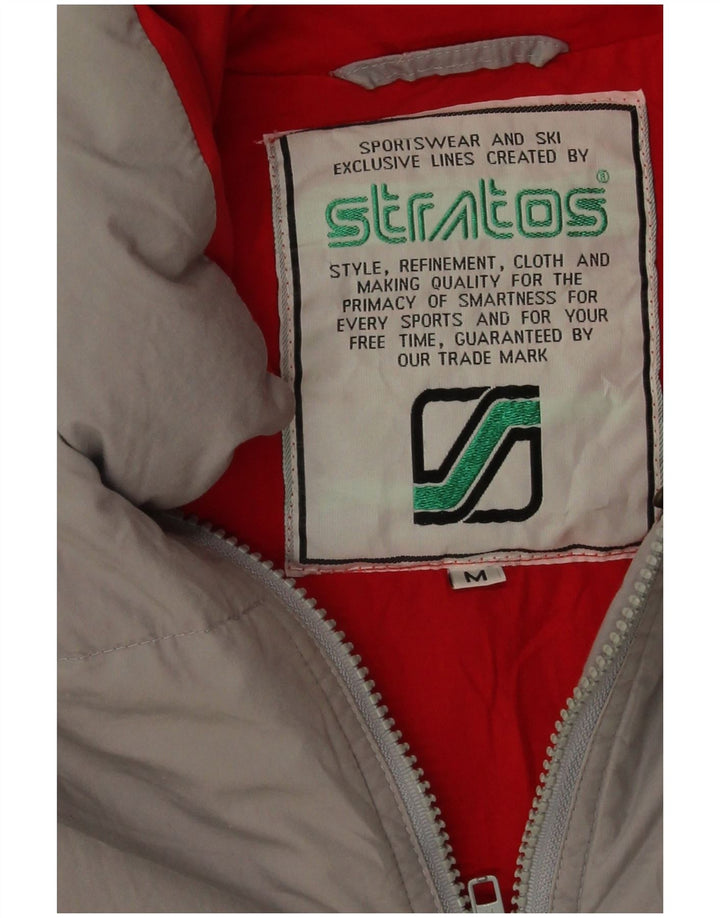 SPORTSWEAR AND SKI
EXCLUSIVE LINES CREATED BY
stratos®
STYLE, REFINEMENT, CLOTH AND
MAKING QUALITY FOR THE
PRIMACY OF SMARTNESS FOR
EVERY SPORTS AND FOR YOUR
FREE TIME, GUARANTEED BY
OUR TRADE MARK
M